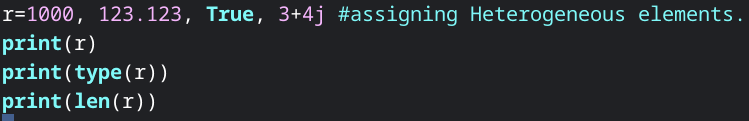 r=1000, 123.123, True, 3+4j #assigning Heterogeneous elements.
print(r)
print(type(r))
print(len(r))